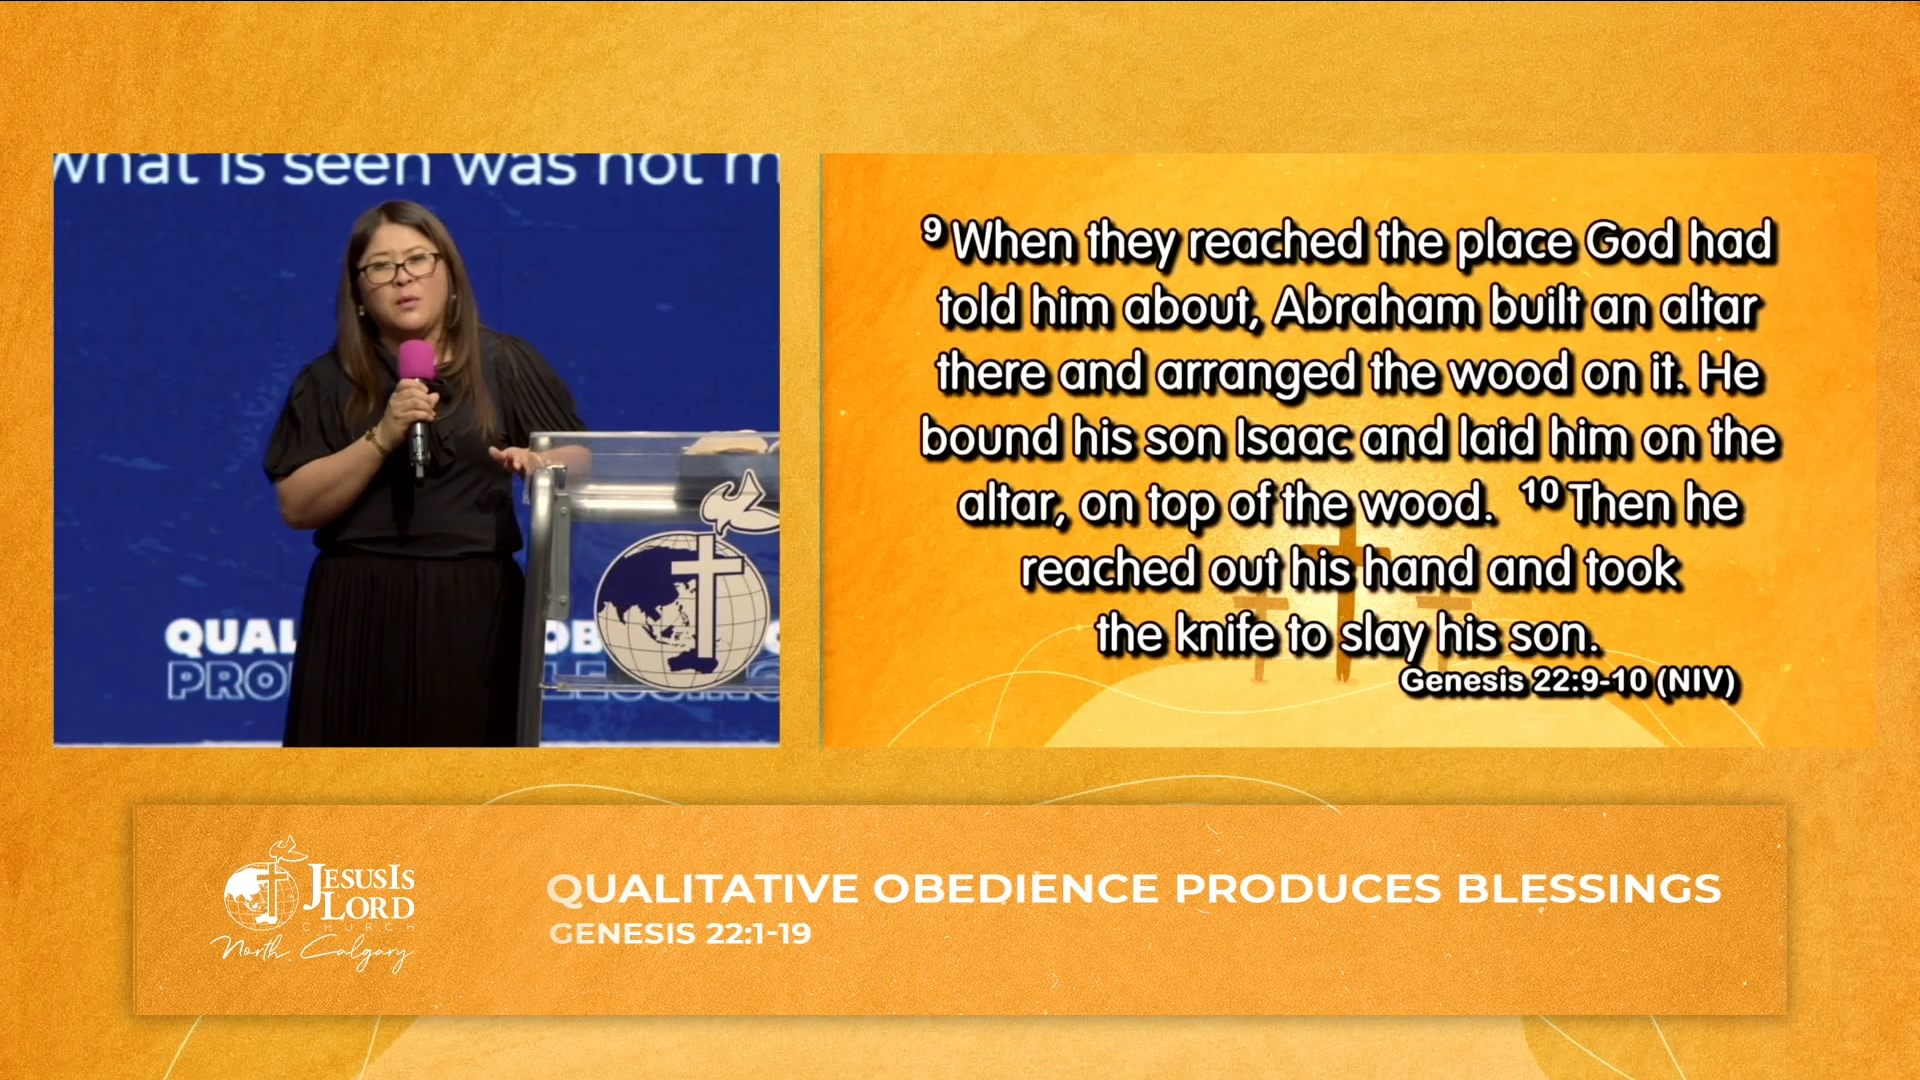 what is seen was not m
QUAL OB
PRO LESSING
⁹ When they reached the place God had
told him about, Abraham built an altar
there and arranged the wood on it. He
bound his son Isaac and laid him on the
altar, on top of the wood. ¹⁰ Then he
reached out his hand and took
the knife to slay his son.
Genesis 22:9-10 (NIV)
JESUS IS
LORD
CHURCH
North Calgary
QUALITATIVE OBEDIENCE PRODUCES BLESSINGS
GENESIS 22:1-19